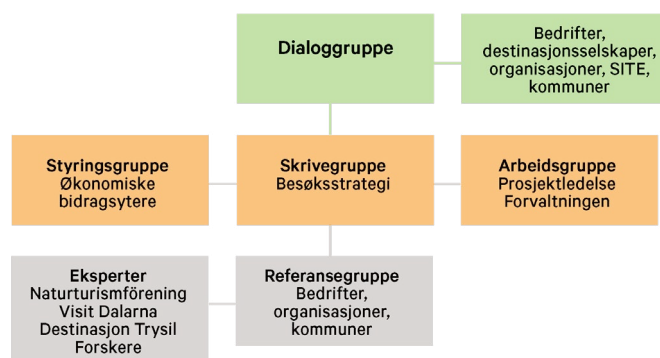 Dialoggruppe
Bedrifter,
destinasjonsselskaper,
organisasjoner, SITE,
kommuner
Styringsgruppe
Økonomiske
bidragsytere
Skrivegruppe
Besøksstrategi
Arbeidsgruppe
Prosjektledelse
Forvaltningen
Eksperter
Naturturismförening
Visit Dalarna
Destinasjon Trysil
Forskere
Referansegruppe
Bedrifter,
organisasjoner,
kommuner